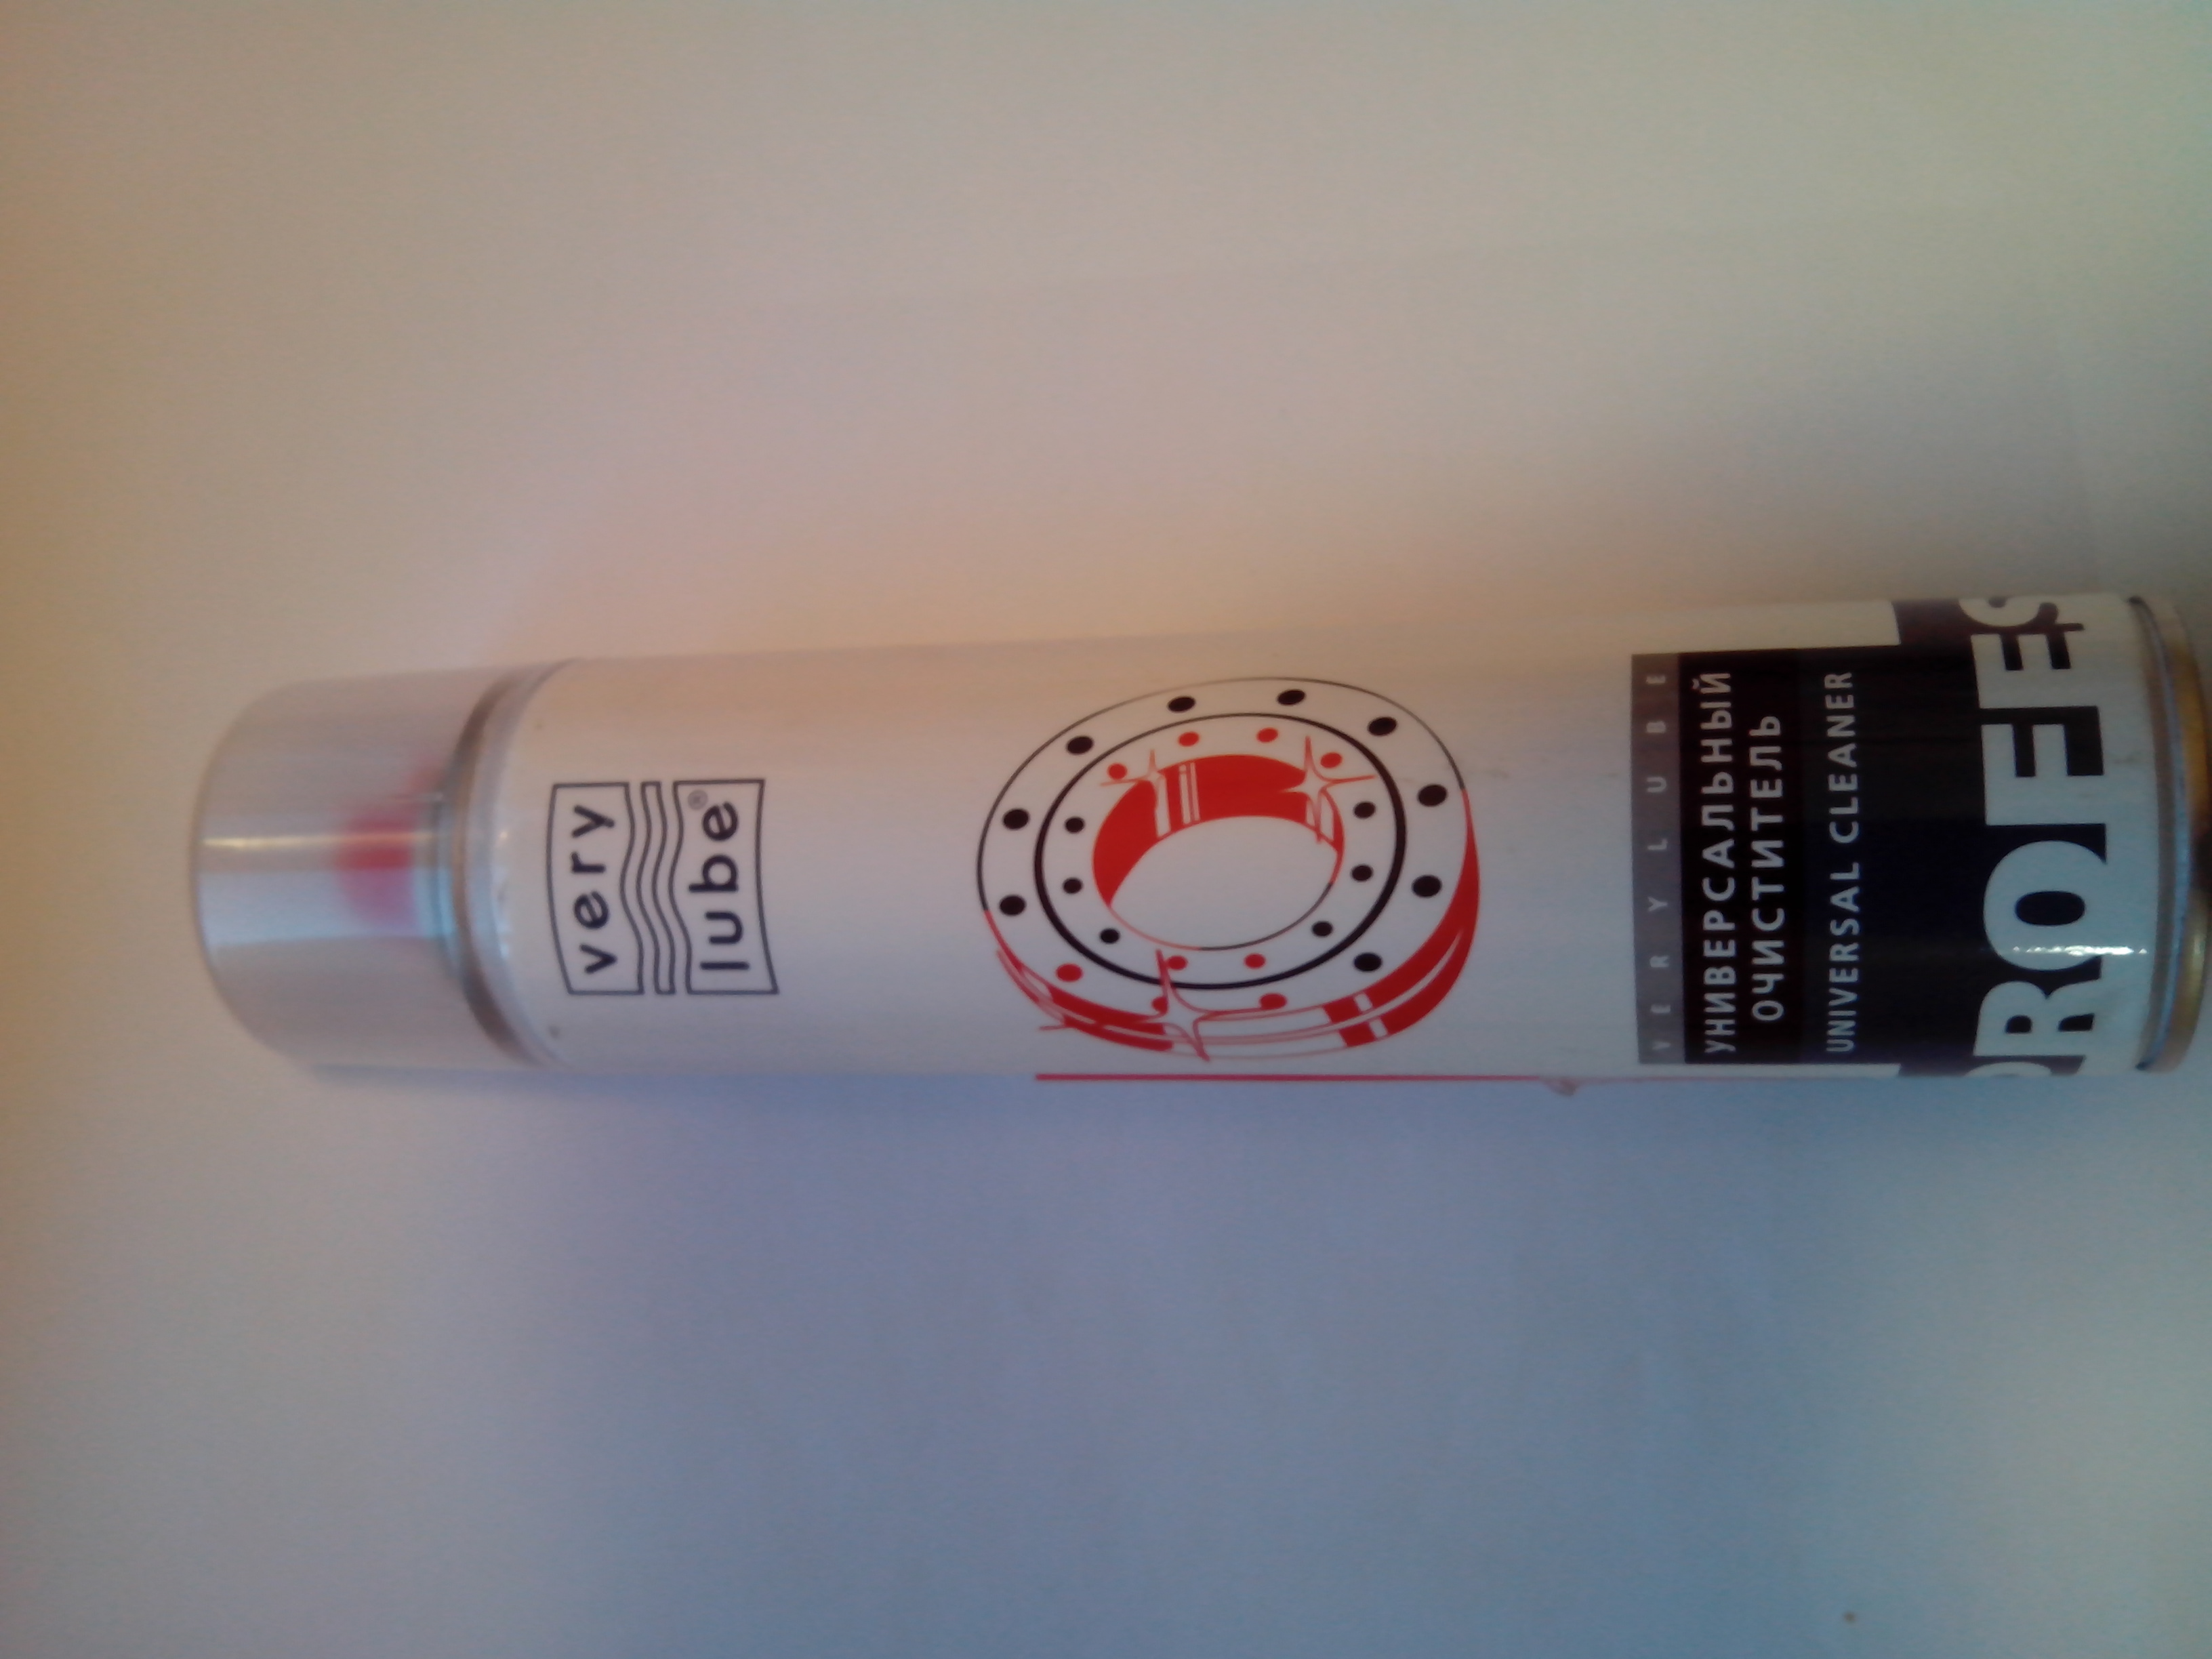 very
lube®
VERYLUBE
УНИВЕРСАЛЬНЫЙ
ОЧИСТИТЕЛЬ
UNIVERSAL CLEANER
PROFES